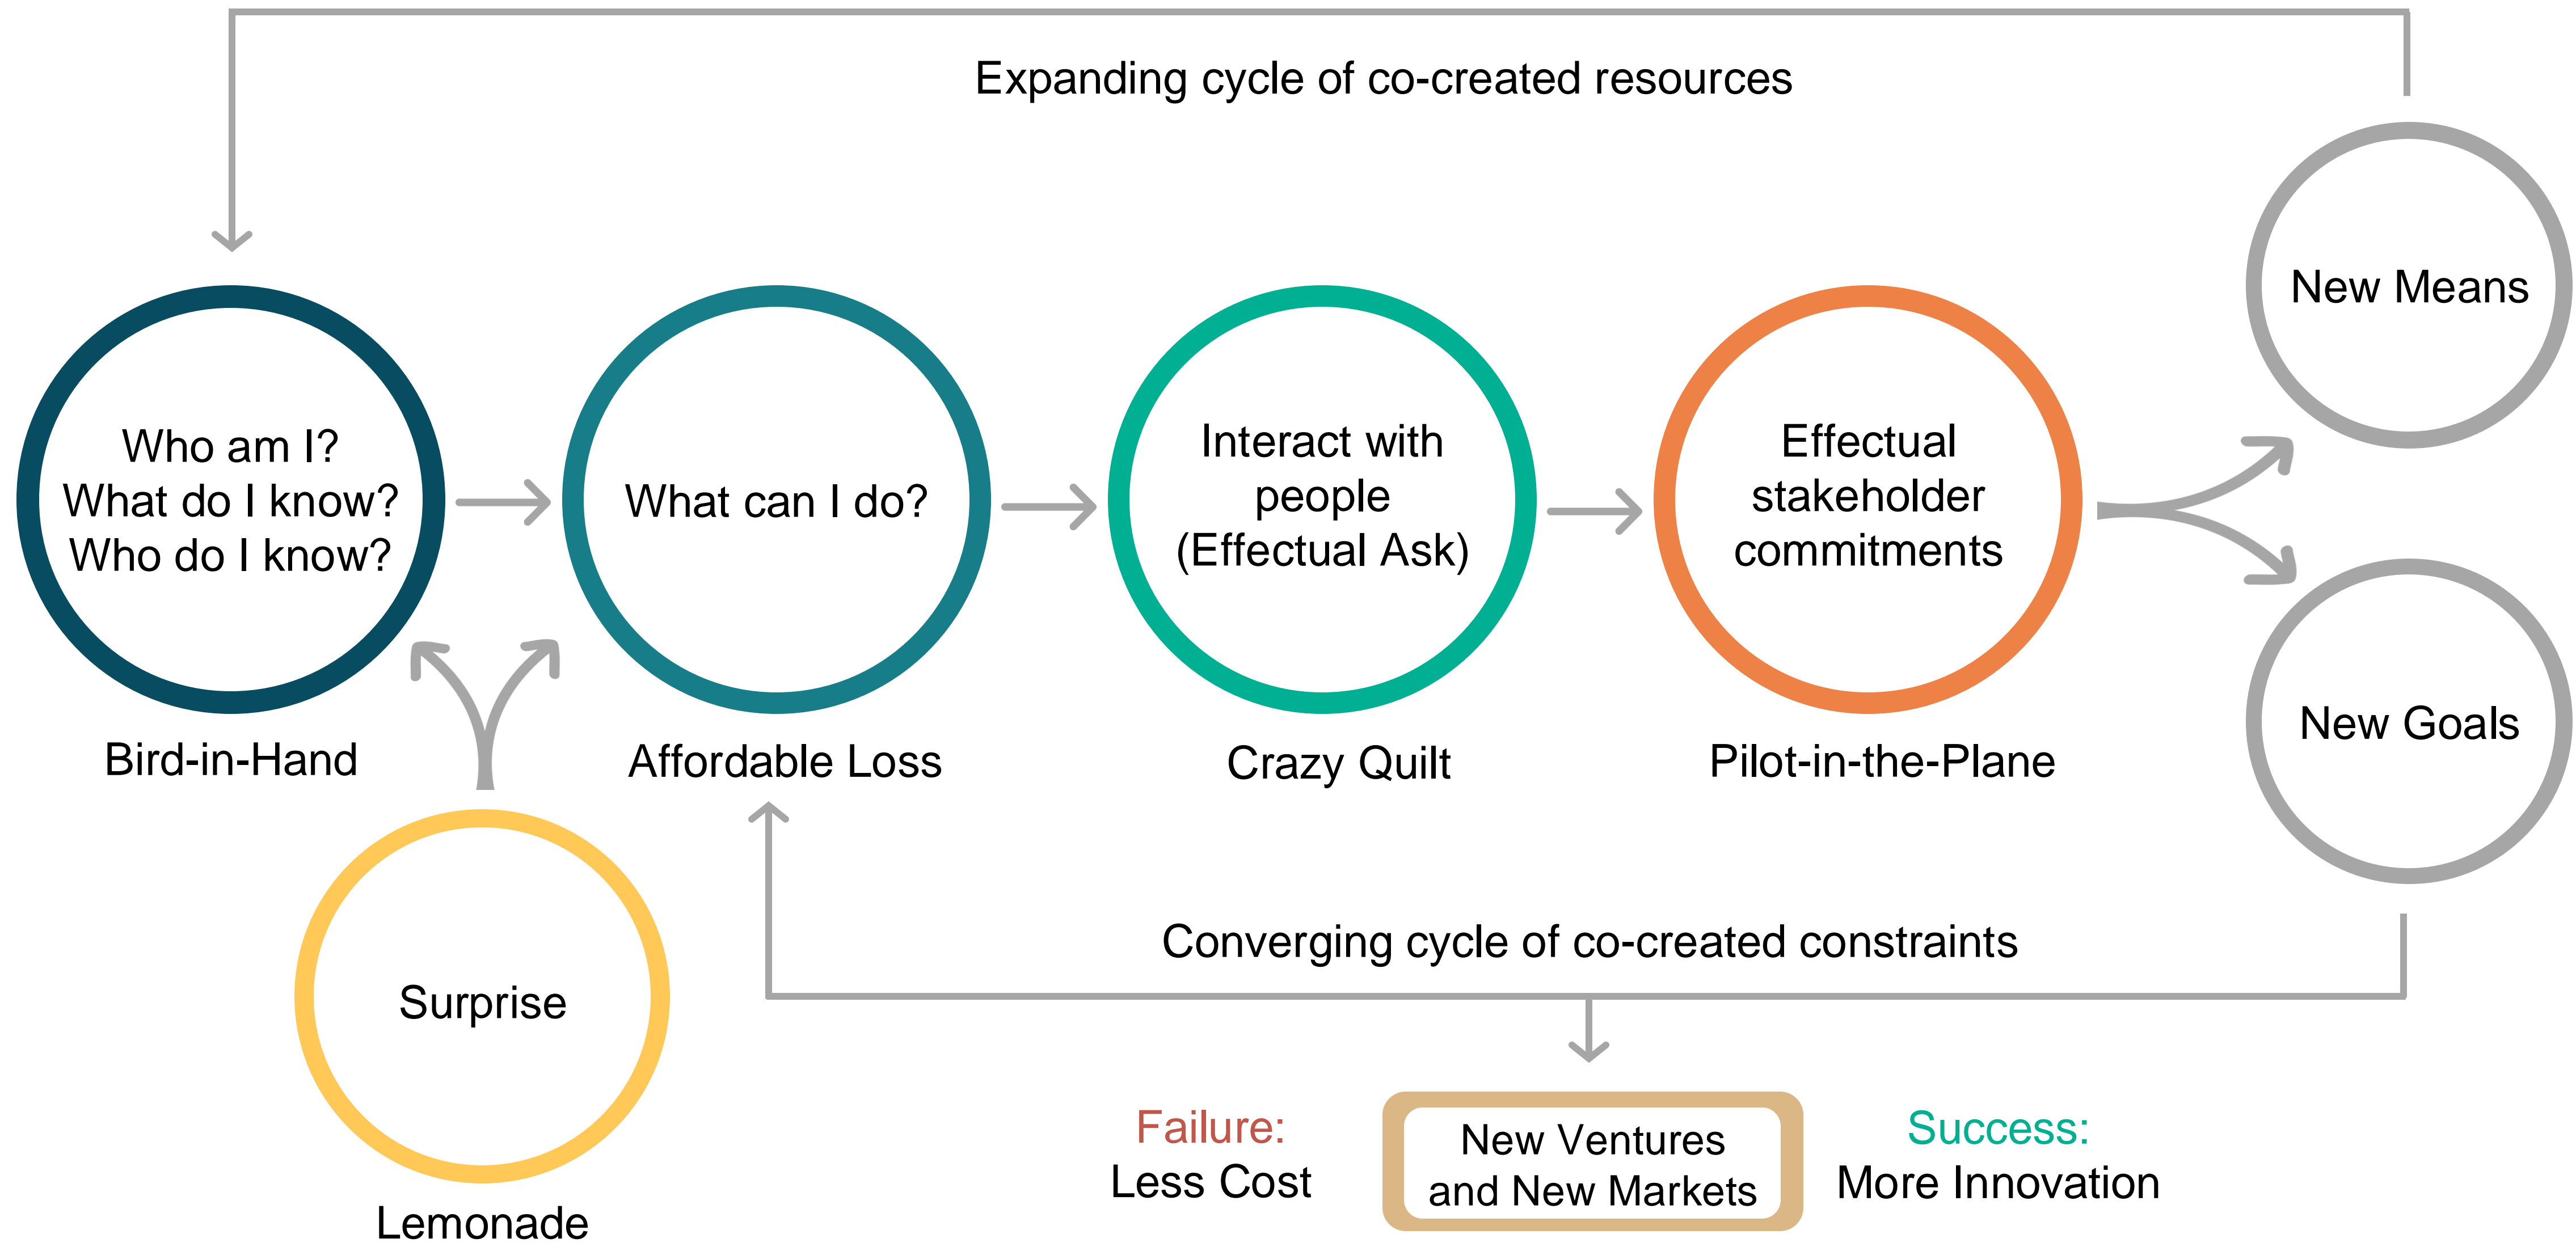 Expanding cycle of co-created resources
New Means
Who am I?
What do I know?
Who do I know?
What can I do?
Interact with
people
(Effectual Ask)
Effectual
stakeholder
commitments
New Goals
Bird-in-Hand
Affordable Loss
Crazy Quilt
Pilot-in-the-Plane
Converging cycle of co-created constraints
Surprise
Lemonade
Failure:
Less Cost
New Ventures
and New Markets
Success:
More Innovation